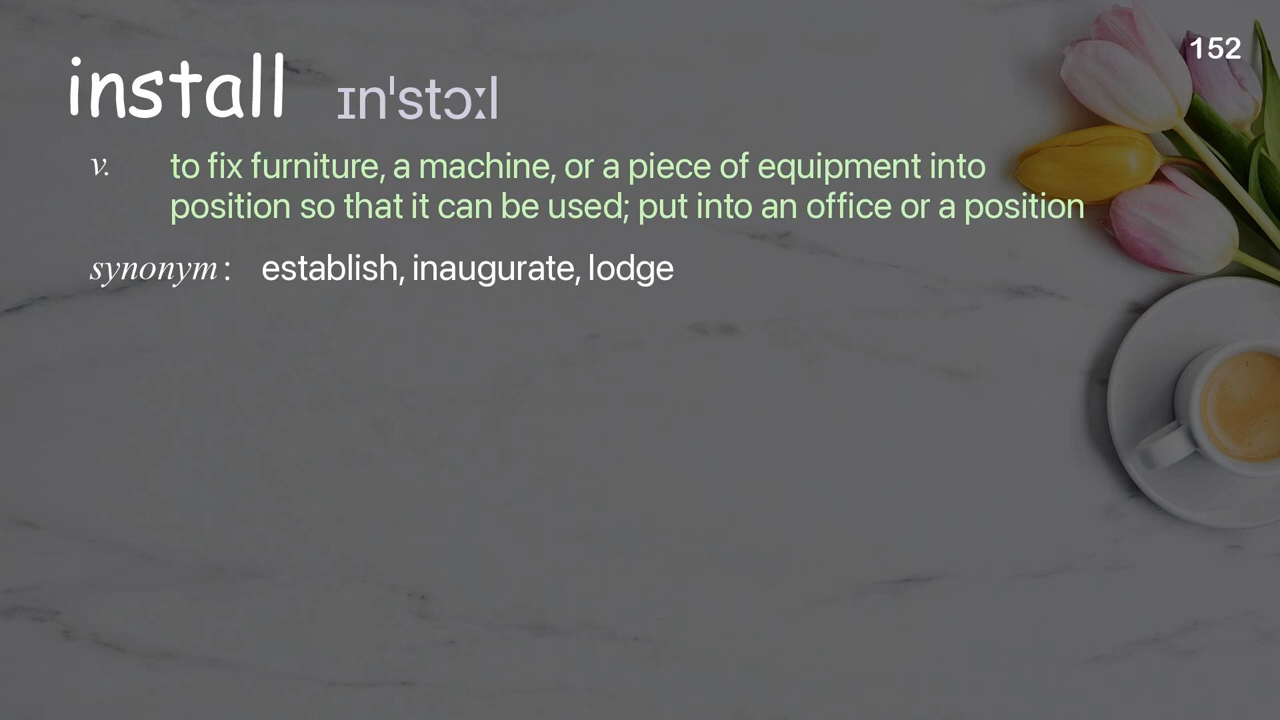 152
install ɪnˈstɔːl
v. to fix furniture, a machine, or a piece of equipment into
position so that it can be used; put into an office or a position
synonym : establish, inaugurate, lodge